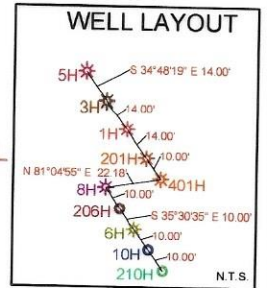 WELL LAYOUT
5H
S 34°48'19" E 14.00'
3H
14.00'
1H
14.00'
201H
10.00'
N 81°04'55" E 22.18'
401H
8H
10.00'
206H
S 35°30'35" E 10.00'
6H
10.00'
10H
10.00'
210H
N.T.S.